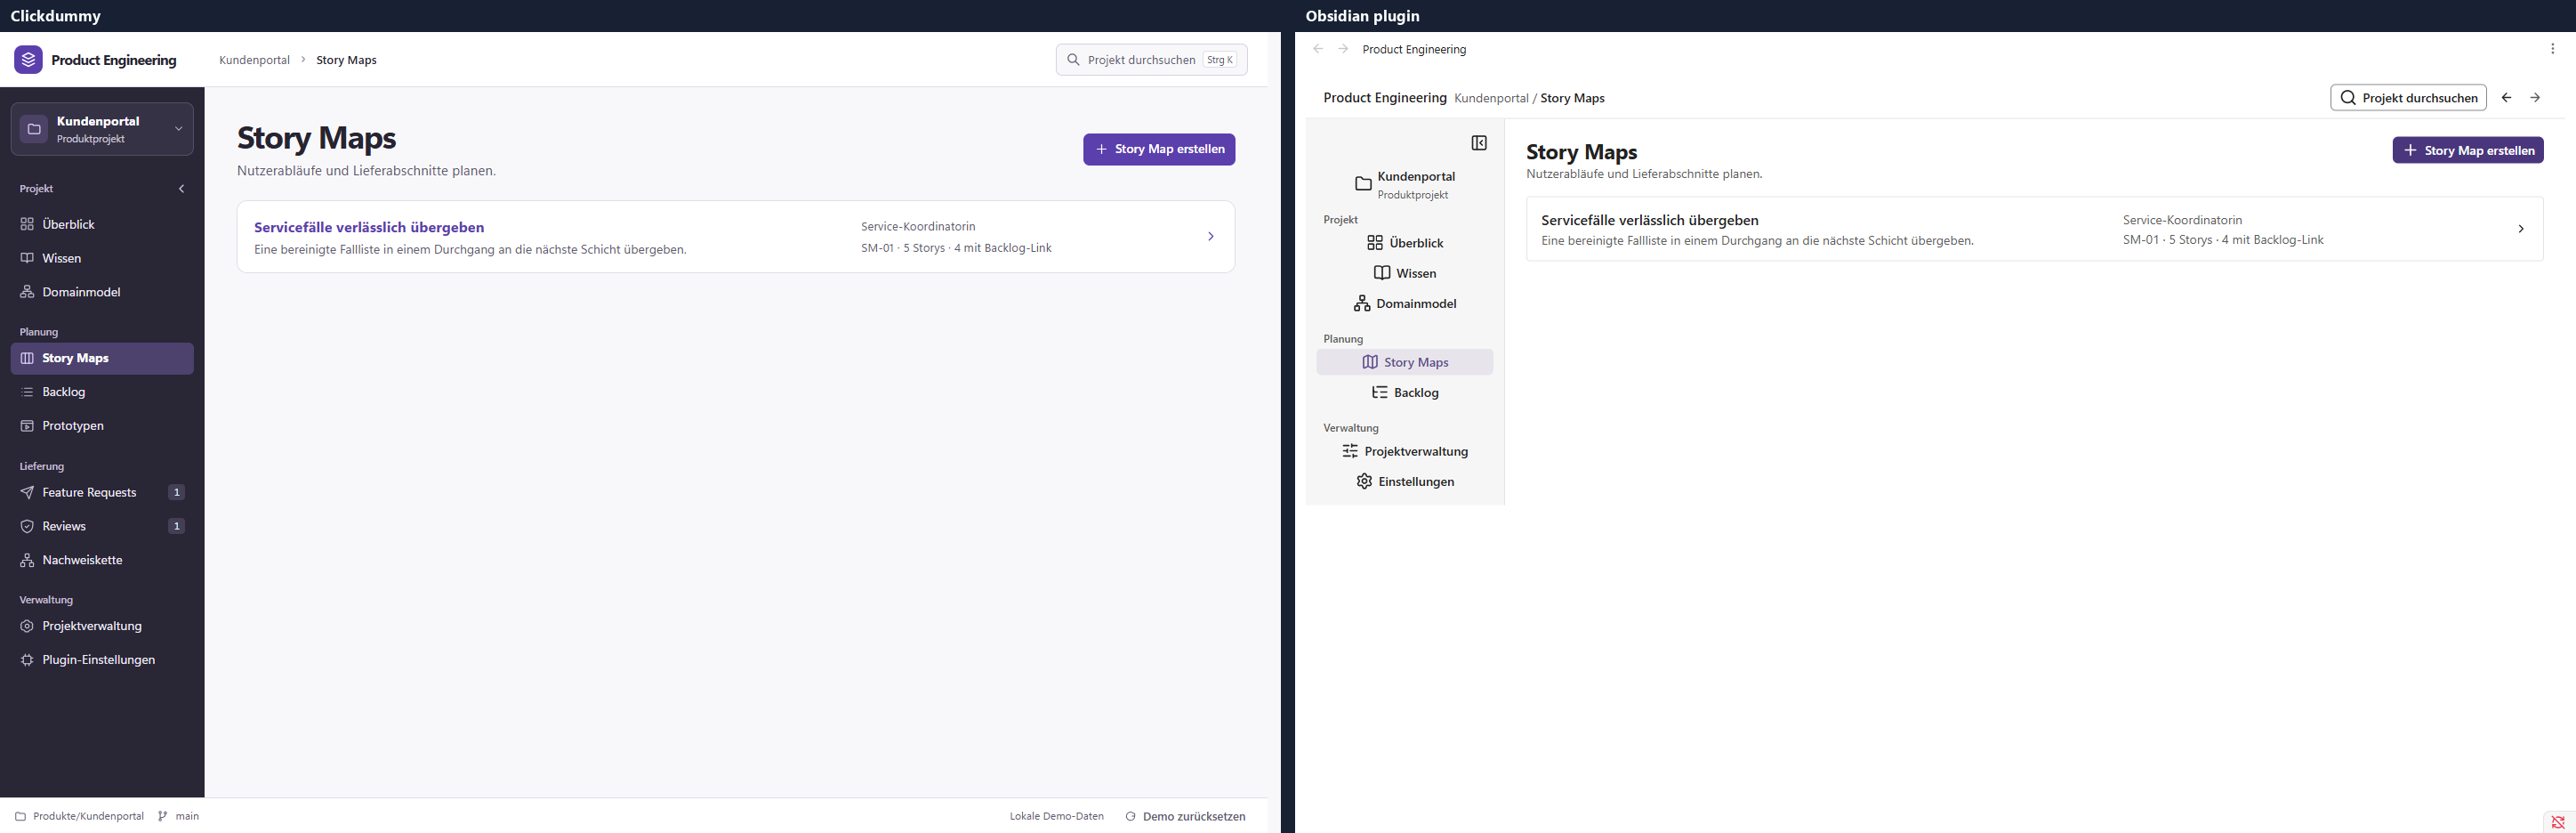 Clickdummy
Product Engineering
Kundenportal > Story Maps
Projekt durchsuchen Strg K
Kundenportal
Produktprojekt
Projekt
Überblick
Wissen
Domainmodel
Planung
Story Maps
Backlog
Prototypen
Lieferung
Feature Requests 1
Reviews 1
Nachweiskette
Verwaltung
Projektverwaltung
Plugin-Einstellungen
Story Maps
Nutzerabläufe und Lieferabschnitte planen.
Story Map erstellen
Servicefälle verlässlich übergeben
Eine bereinigte Fallliste in einem Durchgang an die nächste Schicht übergeben.
Service-Koordinatorin
SM-01 · 5 Storys · 4 mit Backlog-Link
Produkte/Kundenportal main
Lokale Demo-Daten Demo zurücksetzen
Obsidian plugin
Product Engineering
Product Engineering Kundenportal / Story Maps
Projekt durchsuchen
Kundenportal
Produktprojekt
Projekt
Überblick
Wissen
Domainmodel
Planung
Story Maps
Backlog
Verwaltung
Projektverwaltung
Einstellungen
Story Maps
Nutzerabläufe und Lieferabschnitte planen.
Story Map erstellen
Servicefälle verlässlich übergeben
Eine bereinigte Fallliste in einem Durchgang an die nächste Schicht übergeben.
Service-Koordinatorin
SM-01 · 5 Storys · 4 mit Backlog-Link